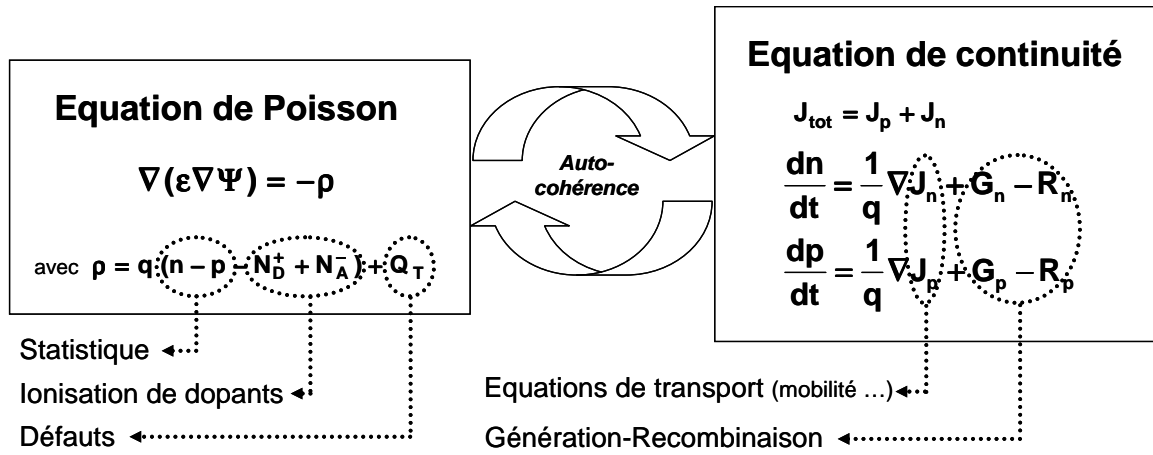 Equation de Poisson
∇(ε∇Ψ) = −ρ
avec ρ = q (n − p − N_D^+ + N_A^-) + Q_T
Statistique
Ionisation de dopants
Défauts
Auto-
cohérence
Equation de continuité
J_tot = J_p + J_n
dn/dt = 1/q ∇J_n + G_n − R_n
dp/dt = 1/q ∇J_p + G_p − R_p
Equations de transport (mobilité ...)
Génération-Recombinaison